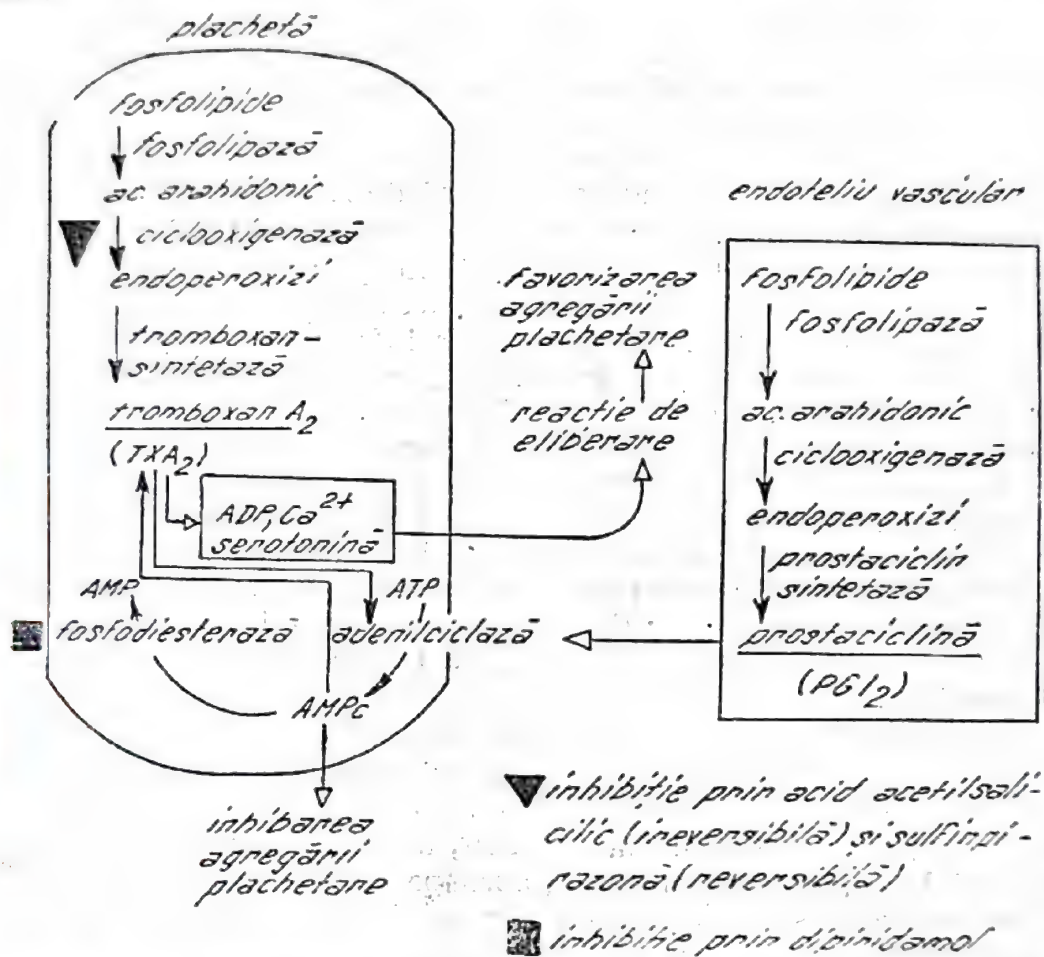 plachetă
fosfolipide
fosfolipază
ac. arahidonic
ciclooxigenază
endoperoxizi
tromboxan-
sintetază
tromboxan A2
(TXA2)
ADP, Ca2+
serotonină
AMP
ATP
fosfodiesterază
adenilciclază
AMPc
inhibarea
agregării
plachetare
favorizarea
agregării
plachetare
reacție de
eliberare
endoteliu vascular
fosfolipide
fosfolipază
ac. arahidonic
ciclooxigenază
endoperoxizi
prostaciclin
sintetază
prostaciclină
(PGI2)
inhibiție prin acid acetilsali-
cilic (ireversibilă) și sulfinpi-
razonă (reversibilă)
inhibiție prin dipiridamol